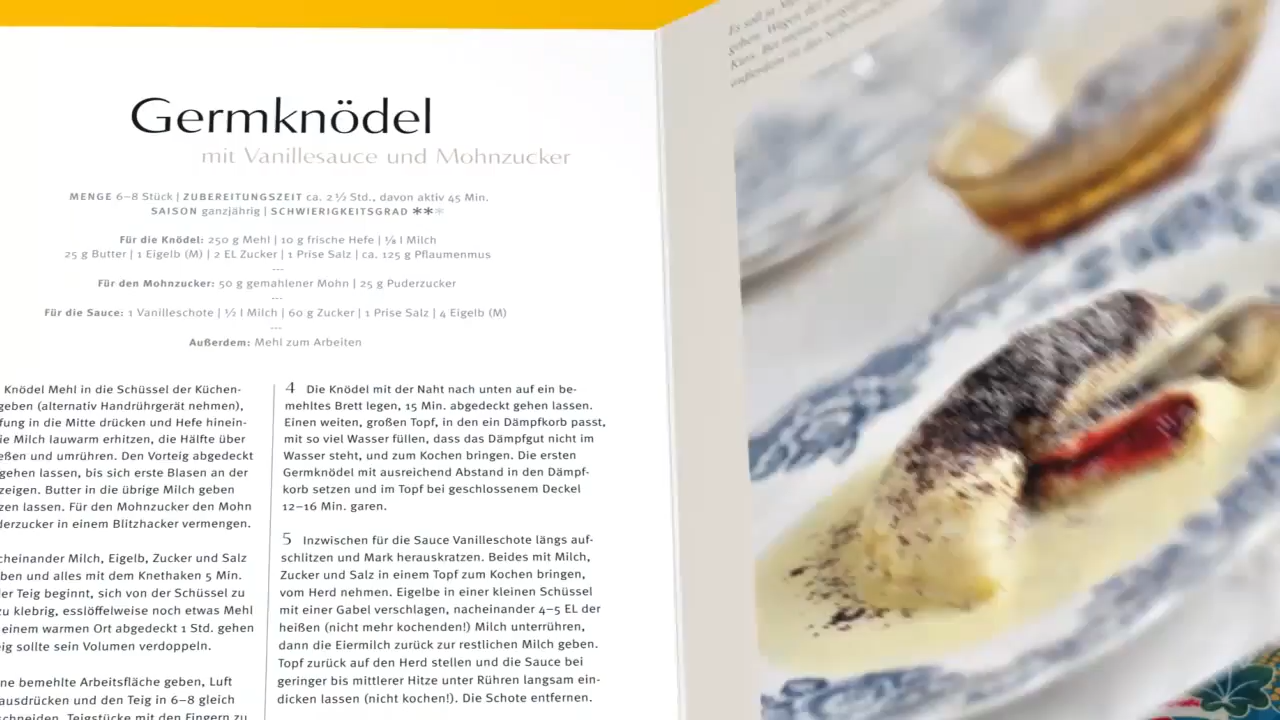 Germknödel
mit Vanillesauce und Mohnzucker
MENGE 6–8 Stück | ZUBEREITUNGSZEIT ca. 2 ½ Std., davon aktiv 45 Min.
SAISON ganzjährig | SCHWIERIGKEITSGRAD ***
Für die Knödel: 250 g Mehl | 10 g frische Hefe | ⅛ l Milch
25 g Butter | 1 Eigelb (M) | 2 EL Zucker | 1 Prise Salz | ca. 125 g Pflaumenmus
---
Für den Mohnzucker: 50 g gemahlener Mohn | 25 g Puderzucker
---
Für die Sauce: 1 Vanilleschote | ½ l Milch | 60 g Zucker | 1 Prise Salz | 4 Eigelb (M)
---
Außerdem: Mehl zum Arbeiten
Knödel Mehl in die Schüssel der Küchen-
geben (alternativ Handrührgerät nehmen),
fung in die Mitte drücken und Hefe hinein-
ie Milch lauwarm erhitzen, die Hälfte über
eßen und umrühren. Den Vorteig abgedeckt
gehen lassen, bis sich erste Blasen an der
zeigen. Butter in die übrige Milch geben
zen lassen. Für den Mohnzucker den Mohn
derzucker in einem Blitzhacker vermengen.
cheinander Milch, Eigelb, Zucker und Salz
ben und alles mit dem Knethaken 5 Min.
er Teig beginnt, sich von der Schüssel zu
zu klebrig, esslöffelweise noch etwas Mehl
einem warmen Ort abgedeckt 1 Std. gehen
ig sollte sein Volumen verdoppeln.
ne bemehlte Arbeitsfläche geben, Luft
ausdrücken und den Teig in 6–8 gleich
schneiden. Teigstücke mit den Fingern zu
4 Die Knödel mit der Naht nach unten auf ein be-
mehltes Brett legen, 15 Min. abgedeckt gehen lassen.
Einen weiten, großen Topf, in den ein Dämpfkorb passt,
mit so viel Wasser füllen, dass das Dämpfgut nicht im
Wasser steht, und zum Kochen bringen. Die ersten
Germknödel mit ausreichend Abstand in den Dämpf-
korb setzen und im Topf bei geschlossenem Deckel
12–16 Min. garen.
5 Inzwischen für die Sauce Vanilleschote längs auf-
schlitzen und Mark herauskratzen. Beides mit Milch,
Zucker und Salz in einem Topf zum Kochen bringen,
vom Herd nehmen. Eigelbe in einer kleinen Schüssel
mit einer Gabel verschlagen, nacheinander 4–5 EL der
heißen (nicht mehr kochenden!) Milch unterrühren,
dann die Eiermilch zurück zur restlichen Milch geben.
Topf zurück auf den Herd stellen und die Sauce bei
geringer bis mittlerer Hitze unter Rühren langsam ein-
dicken lassen (nicht kochen!). Die Schote entfernen.